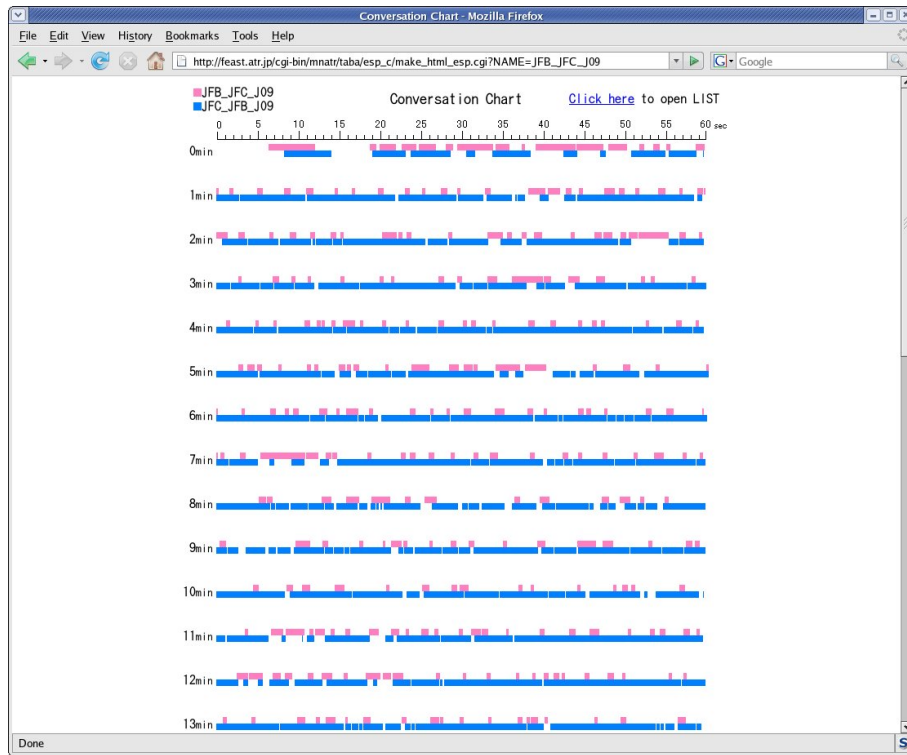 Conversation Chart - Mozilla Firefox
File Edit View History Bookmarks Tools Help
http://feast.atr.jp/cgi-bin/mnatr/taba/esp_c/make_html_esp.cgi?NAME=JFB_JFC_J09
G Google
JFB_JFC_J09
JFC_JFB_J09
Conversation Chart
Click here to open LIST
0 5 10 15 20 25 30 35 40 45 50 55 60 sec
0min
1min
2min
3min
4min
5min
6min
7min
8min
9min
10min
11min
12min
13min
Done
S